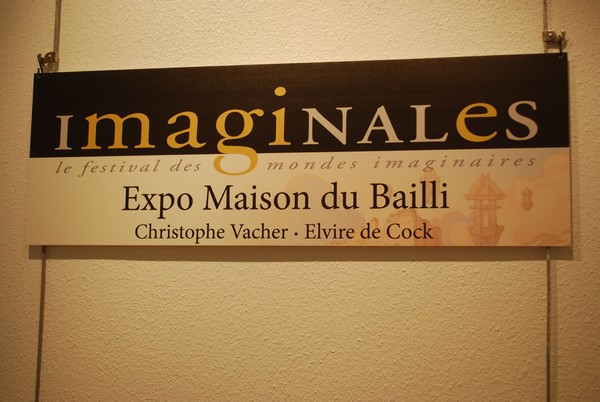 ImagiNALeS
le festival des mondes imaginaires
Expo Maison du Bailli
Christophe Vacher · Elvire de Cock